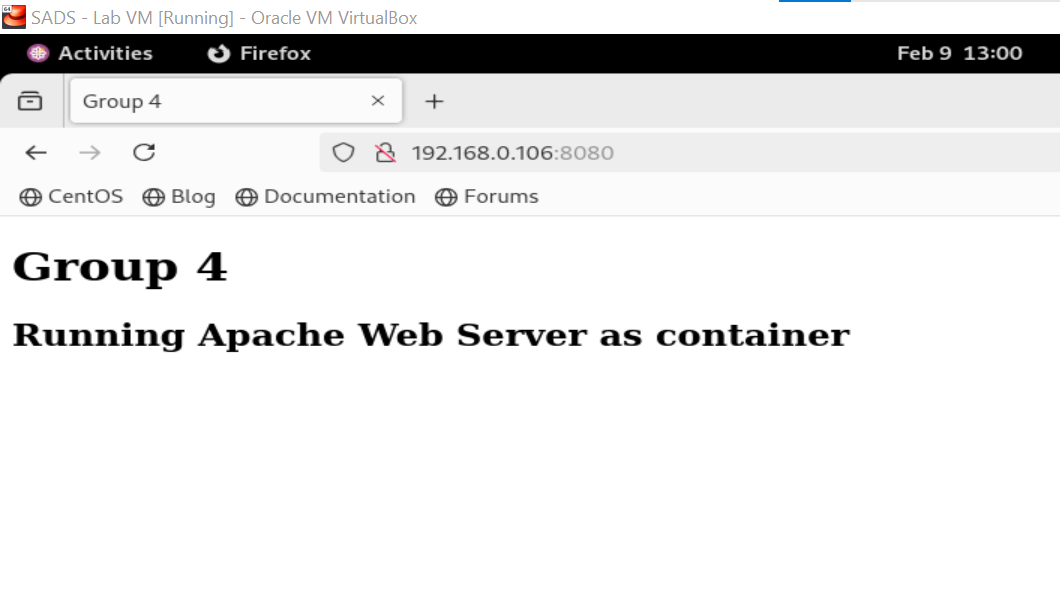 SADS - Lab VM [Running] - Oracle VM VirtualBox
Activities Firefox Feb 9 13:00
Group 4
192.168.0.106:8080
CentOS Blog Documentation Forums
Group 4
Running Apache Web Server as container